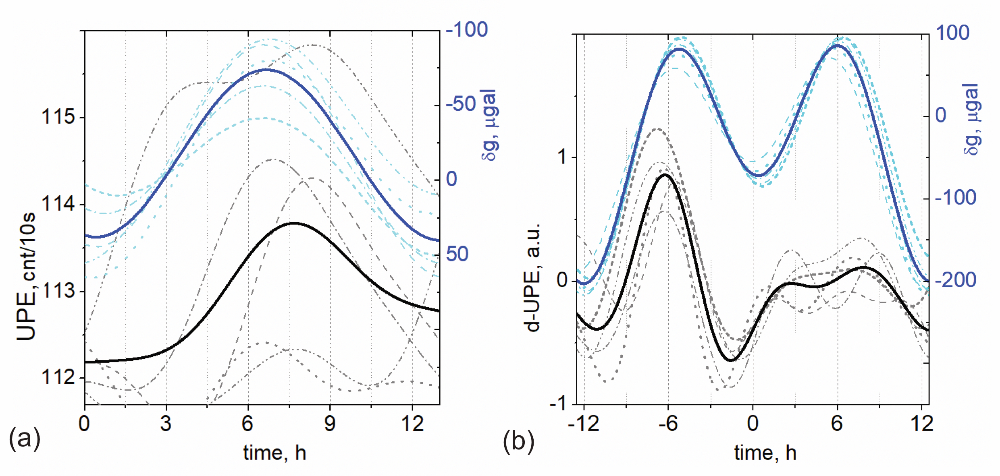 -100
-50
0
50
δg, μgal
115
114
113
112
UPE, cnt/10s
0 3 6 9 12
time, h
(a)
100
0
-100
-200
δg, μgal
1
0
-1
d-UPE, a.u.
-12 -6 0 6 12
time, h
(b)